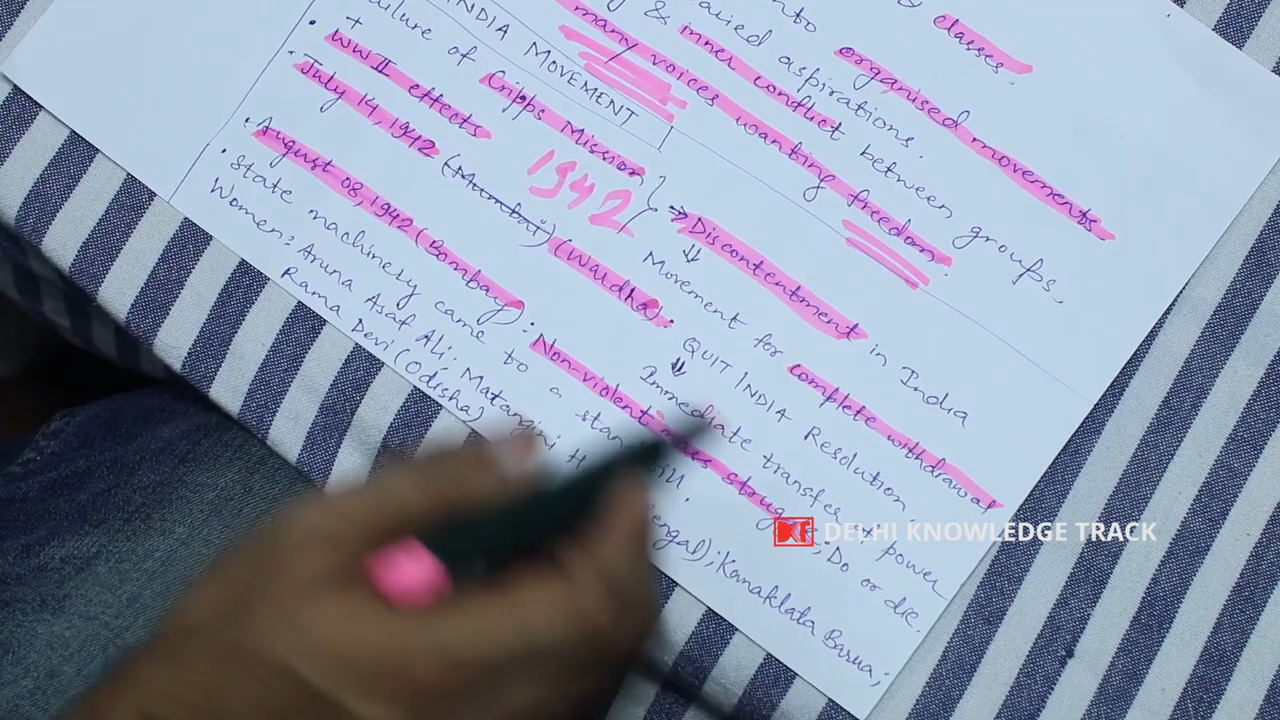 & classes.
into organised movements
varied aspirations.
& inner conflict between groups,
many voices wanting freedom.
INDIA MOVEMENT
Failure of Cripps Mission
+
• WWII effects
1942
} → Discontentment in India
• July 14, 1942 (Mumbai) (Wardha): Movement for complete withdrawal
QUIT INDIA Resolution
Immediate transfer of power
• August 08, 1942 (Bombay): Non-violent mass , Do or die.
• State machinery came to a
Women: Aruna Asaf Ali, Matangini ; Kanaklata Barua;
Rama Devi (Odisha)
DELHI KNOWLEDGE TRACK